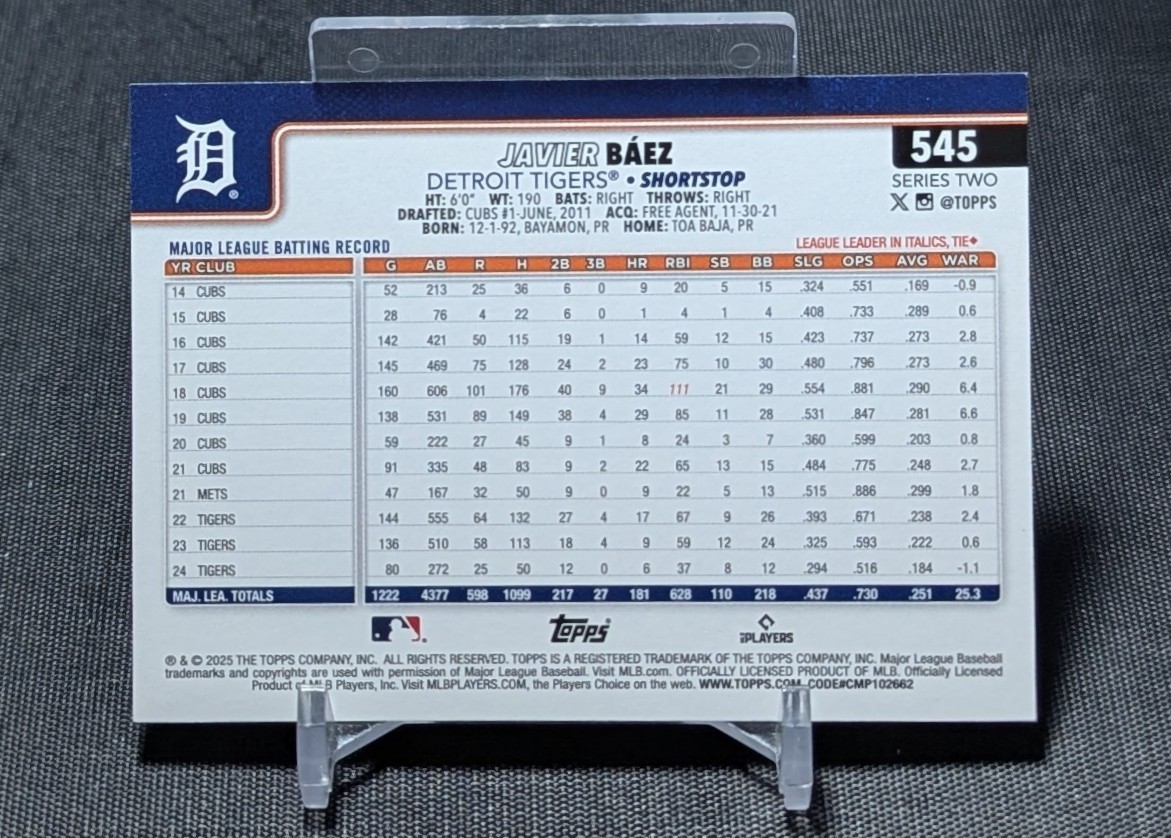 D®
JAVIER BÁEZ
545
DETROIT TIGERS® • SHORTSTOP
SERIES TWO
HT: 6'0" WT: 190 BATS: RIGHT THROWS: RIGHT
@TOPPS
DRAFTED: CUBS #1-JUNE, 2011 ACQ: FREE AGENT, 11-30-21
BORN: 12-1-92, BAYAMON, PR HOME: TOA BAJA, PR
MAJOR LEAGUE BATTING RECORD LEAGUE LEADER IN ITALICS, TIE◆
YR CLUB G AB R H 2B 3B HR RBI SB BB SLG OPS AVG WAR
14 CUBS 52 213 25 36 6 0 9 20 5 15 .324 .551 .169 -0.9
15 CUBS 28 76 4 22 6 0 1 4 1 4 .408 .733 .289 0.6
16 CUBS 142 421 50 115 19 1 14 59 12 15 .423 .737 .273 2.8
17 CUBS 145 469 75 128 24 2 23 75 10 30 .480 .796 .273 2.6
18 CUBS 160 606 101 176 40 9 34 111 21 29 .554 .881 .290 6.4
19 CUBS 138 531 89 149 38 4 29 85 11 28 .531 .847 .281 6.6
20 CUBS 59 222 27 45 9 1 8 24 3 7 .360 .599 .203 0.8
21 CUBS 91 335 48 83 9 2 22 65 13 15 .484 .775 .248 2.7
21 METS 47 167 32 50 9 0 9 22 5 13 .515 .886 .299 1.8
22 TIGERS 144 555 64 132 27 4 17 67 9 26 .393 .671 .238 2.4
23 TIGERS 136 510 58 113 18 4 9 59 12 24 .325 .593 .222 0.6
24 TIGERS 80 272 25 50 12 0 6 37 8 12 .294 .516 .184 -1.1
MAJ. LEA. TOTALS 1222 4377 598 1099 217 27 181 628 110 218 .437 .730 .251 25.3
Topps®
PLAYERS
® & © 2025 THE TOPPS COMPANY, INC. ALL RIGHTS RESERVED. TOPPS IS A REGISTERED TRADEMARK OF THE TOPPS COMPANY, INC. Major League Baseball
trademarks and copyrights are used with permission of Major League Baseball. Visit MLB.com. OFFICIALLY LICENSED PRODUCT OF MLB. Officially Licensed
Product of MLB Players, Inc. Visit MLBPLAYERS.COM, the Players Choice on the web. WWW.TOPPS.COM CODE#CMP102662